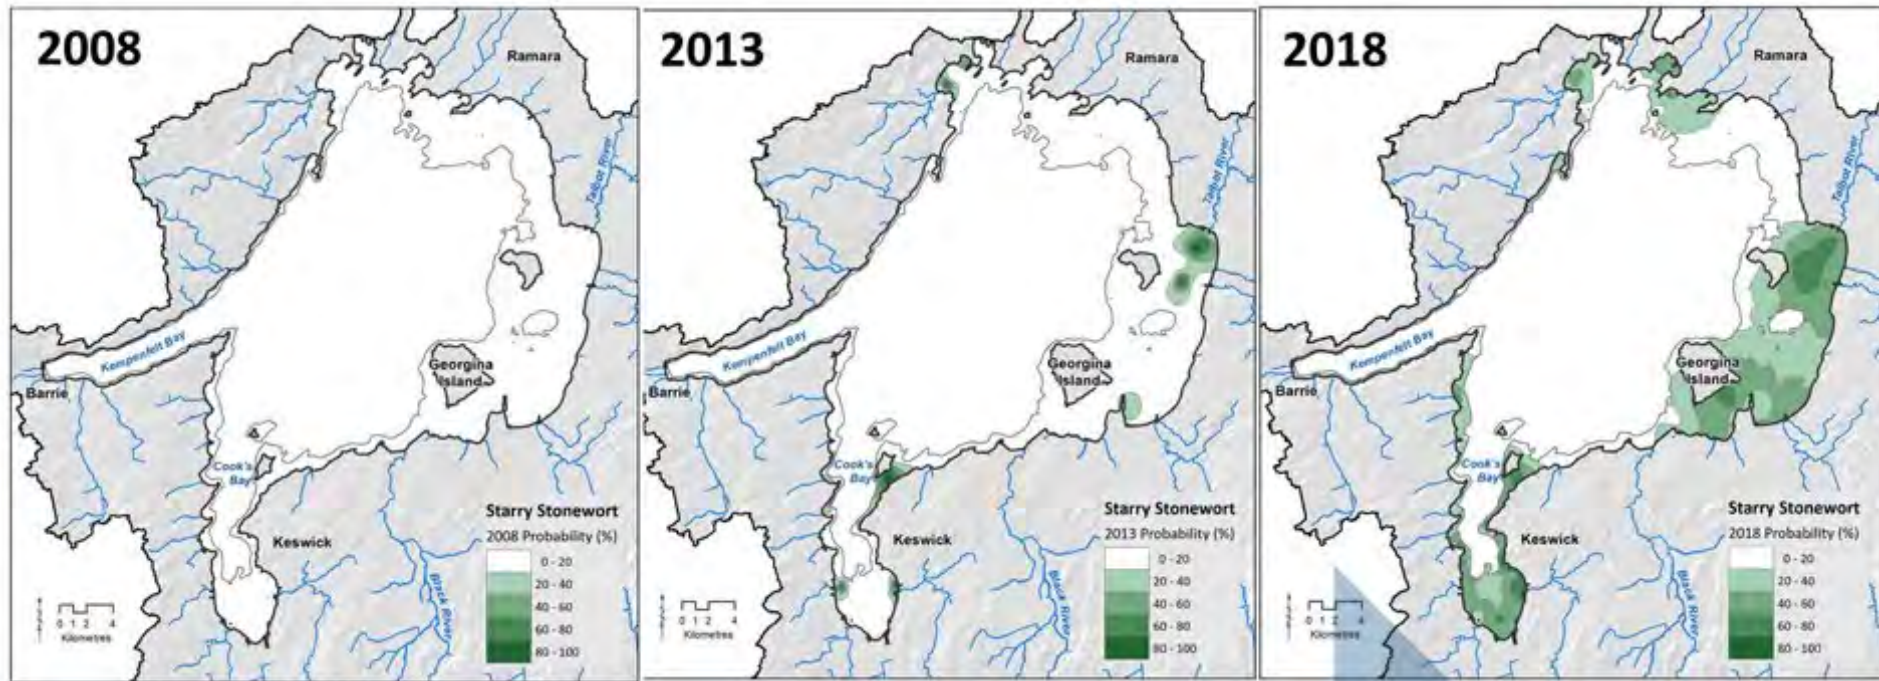 2008
Ramara
Talbot River
Kempenfelt Bay
Barrie
Georgina
Island
Cook's
Bay
Keswick
Black River
0 1 2 4
Kilometres
Starry Stonewort
2008 Probability (%)
0 - 20
20 - 40
40 - 60
60 - 80
80 - 100
2013
Ramara
Talbot River
Kempenfelt Bay
Barrie
Georgina
Island
Cook's
Bay
Keswick
Black River
0 1 2 4
Kilometres
Starry Stonewort
2013 Probability (%)
0 - 20
20 - 40
40 - 60
60 - 80
80 - 100
2018
Ramara
Talbot River
Kempenfelt Bay
Barrie
Georgina
Island
Cook's
Bay
Keswick
Black River
0 1 2 4
Kilometres
Starry Stonewort
2018 Probability (%)
0 - 20
20 - 40
40 - 60
60 - 80
80 - 100